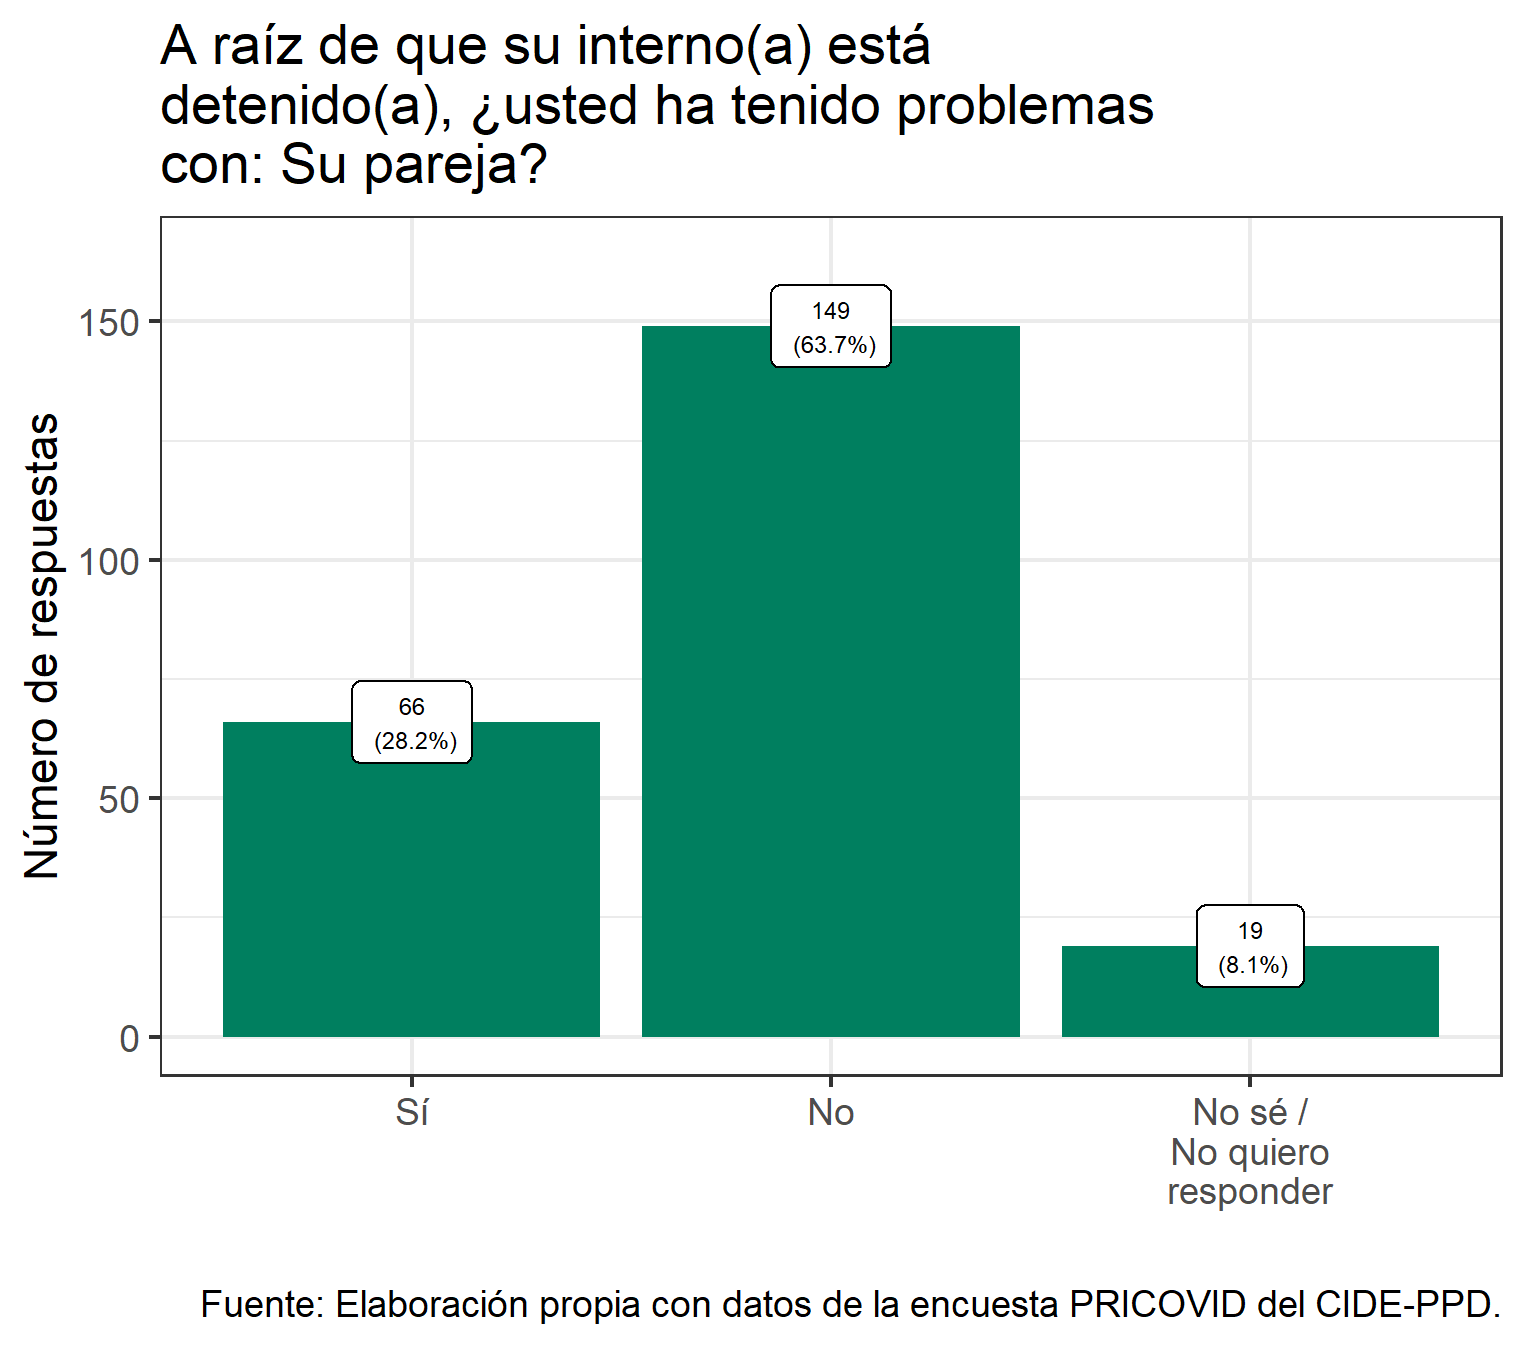 A raíz de que su interno(a) está
detenido(a), ¿usted ha tenido problemas
con: Su pareja?
Número de respuestas
150
100
50
0
66
(28.2%)
149
(63.7%)
19
(8.1%)
Sí
No
No sé /
No quiero
responder
Fuente: Elaboración propia con datos de la encuesta PRICOVID del CIDE-PPD.